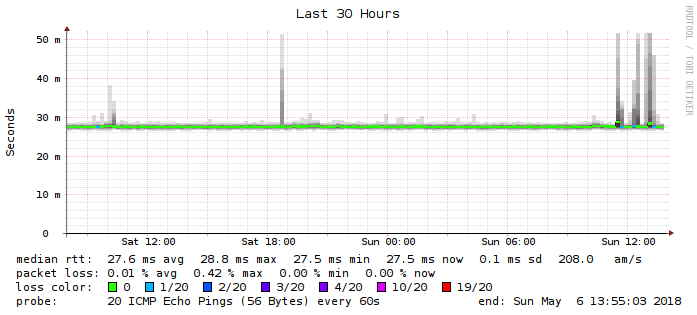 Last 30 Hours
RRDTOOL / TOBI OETIKER
Seconds
50 m
40 m
30 m
20 m
10 m
0
Sat 12:00 Sat 18:00 Sun 00:00 Sun 06:00 Sun 12:00
median rtt: 27.6 ms avg 28.8 ms max 27.5 ms min 27.5 ms now 0.1 ms sd 208.0 am/s
packet loss: 0.01 % avg 0.42 % max 0.00 % min 0.00 % now
loss color: 0 1/20 2/20 3/20 4/20 10/20 19/20
probe: 20 ICMP Echo Pings (56 Bytes) every 60s end: Sun May 6 13:55:03 2018